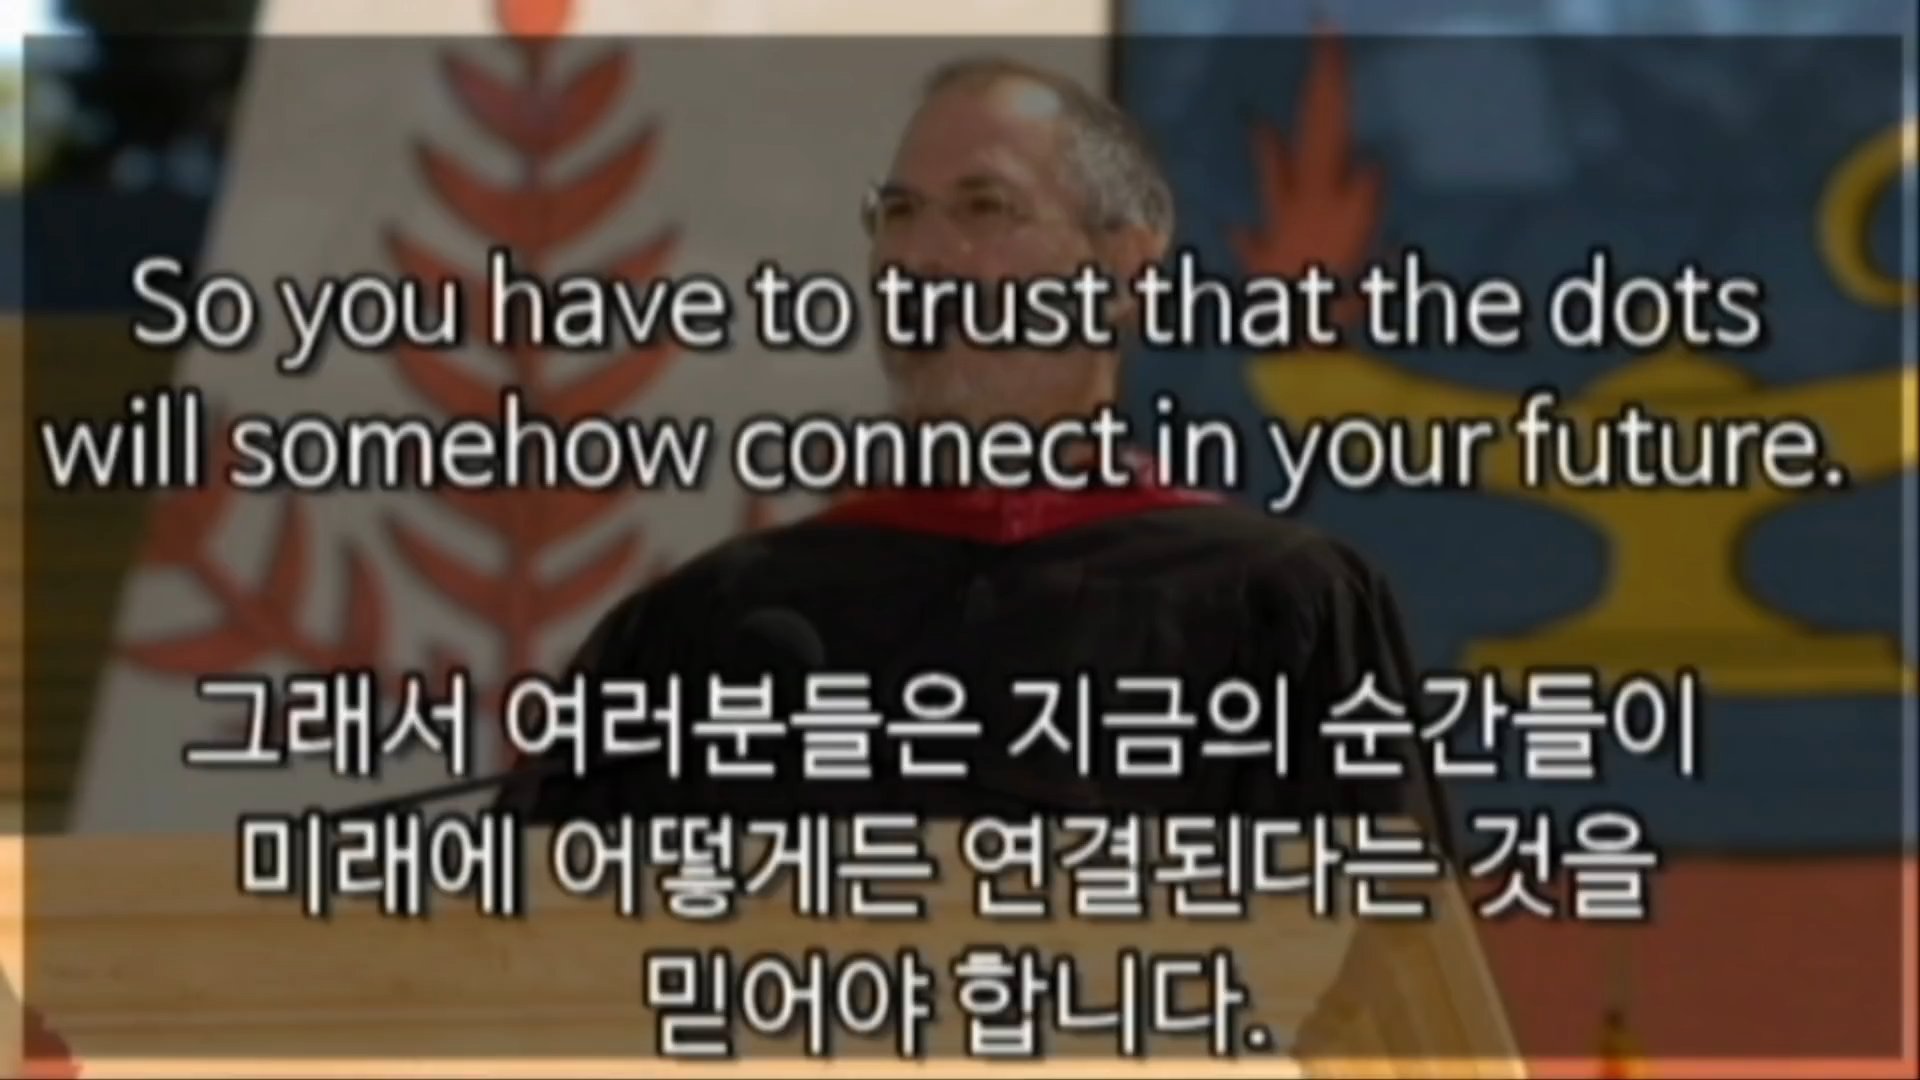 So you have to trust that the dots
will somehow connect in your future.
그래서 여러분들은 지금의 순간들이
미래에 어떻게든 연결된다는 것을
믿어야 합니다.